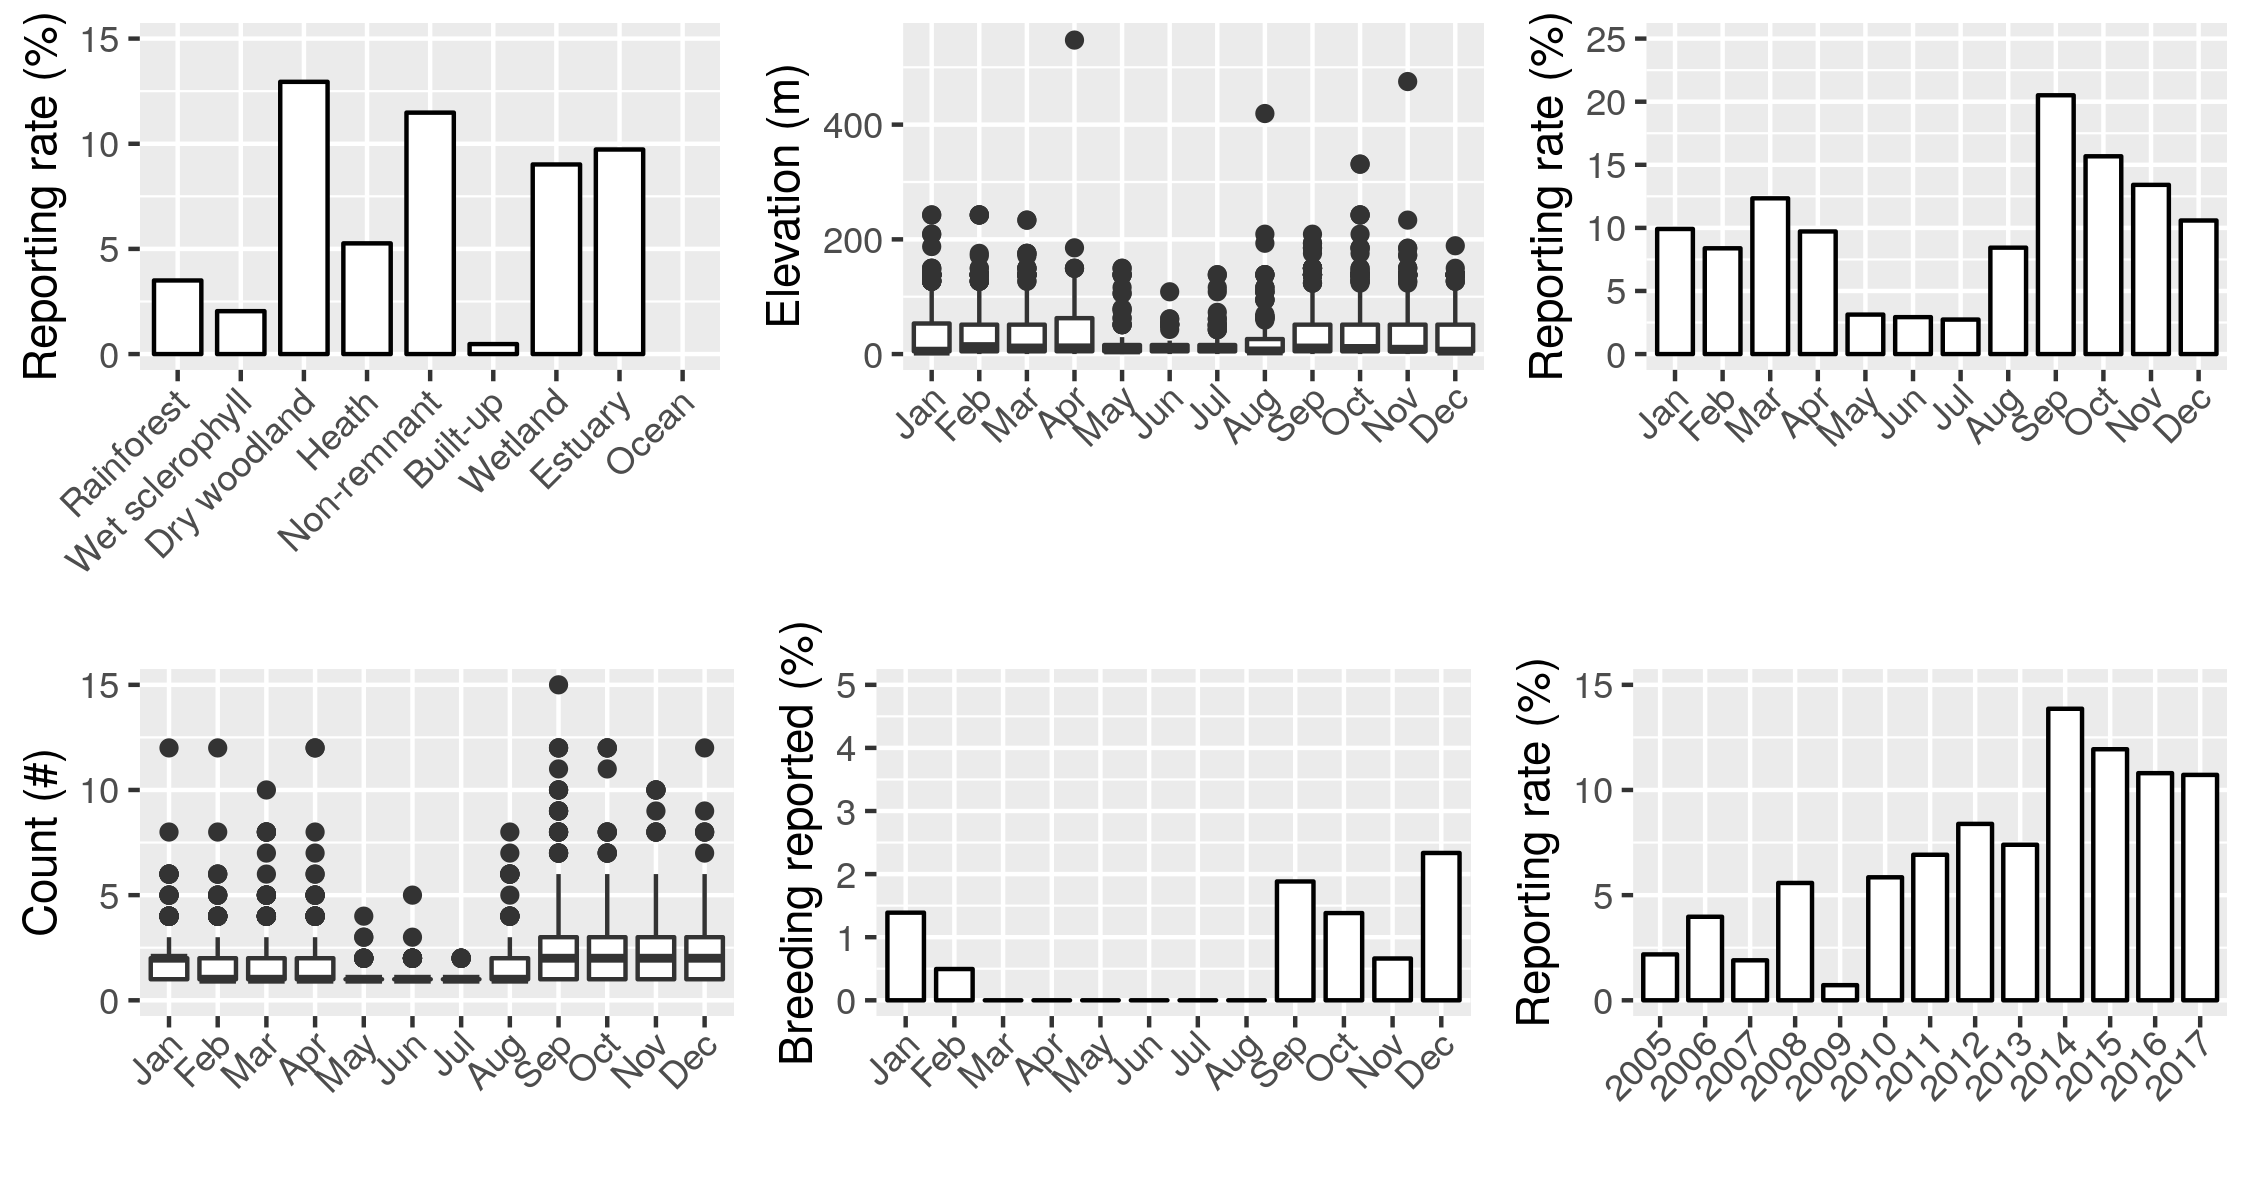 Reporting rate (%)
15
10
5
0
Rainforest
Wet sclerophyll
Dry woodland
Heath
Non-remnant
Built-up
Wetland
Estuary
Ocean
Elevation (m)
400
200
0
Jan
Feb
Mar
Apr
May
Jun
Jul
Aug
Sep
Oct
Nov
Dec
Reporting rate (%)
25
20
15
10
5
0
Jan
Feb
Mar
Apr
May
Jun
Jul
Aug
Sep
Oct
Nov
Dec
Count (#)
15
10
5
0
Jan
Feb
Mar
Apr
May
Jun
Jul
Aug
Sep
Oct
Nov
Dec
Breeding reported (%)
5
4
3
2
1
0
Jan
Feb
Mar
Apr
May
Jun
Jul
Aug
Sep
Oct
Nov
Dec
Reporting rate (%)
15
10
5
0
2005
2006
2007
2008
2009
2010
2011
2012
2013
2014
2015
2016
2017